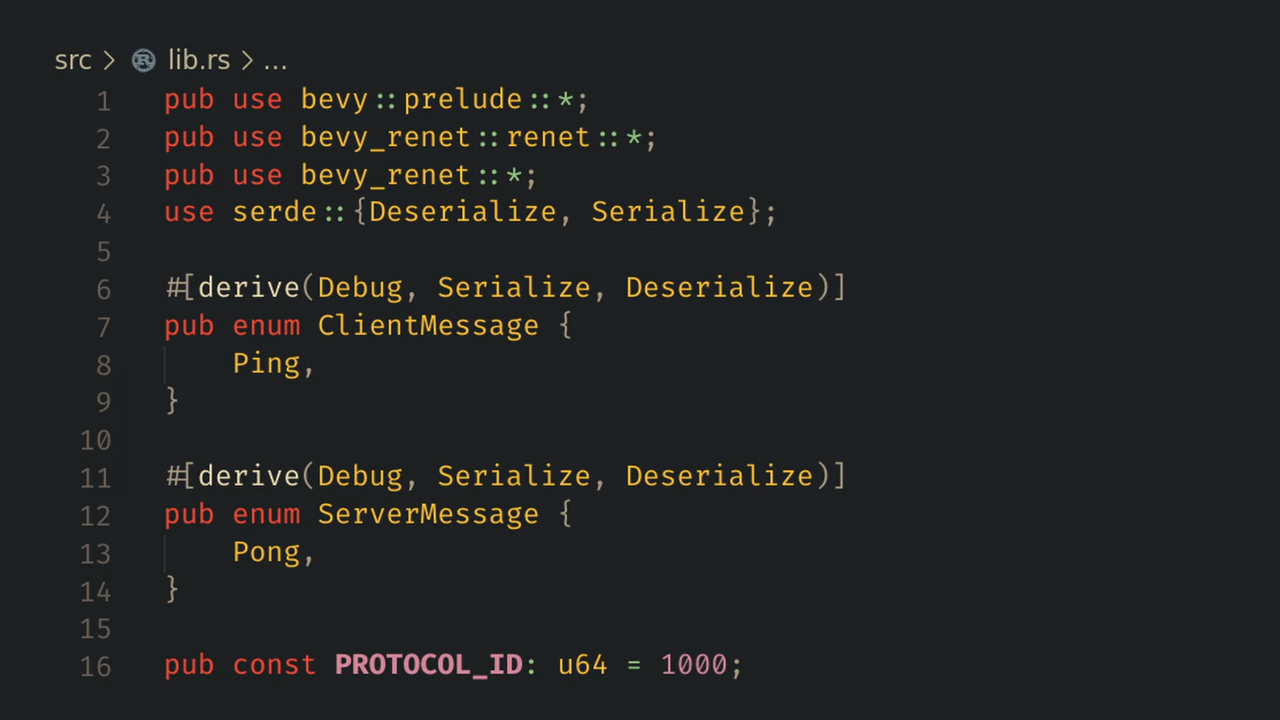 src > lib.rs > ...
1 pub use bevy::prelude::*;
2 pub use bevy_renet::renet::*;
3 pub use bevy_renet::*;
4 use serde::{Deserialize, Serialize};
5
6 #[derive(Debug, Serialize, Deserialize)]
7 pub enum ClientMessage {
8     Ping,
9 }
10
11 #[derive(Debug, Serialize, Deserialize)]
12 pub enum ServerMessage {
13     Pong,
14 }
15
16 pub const PROTOCOL_ID: u64 = 1000;